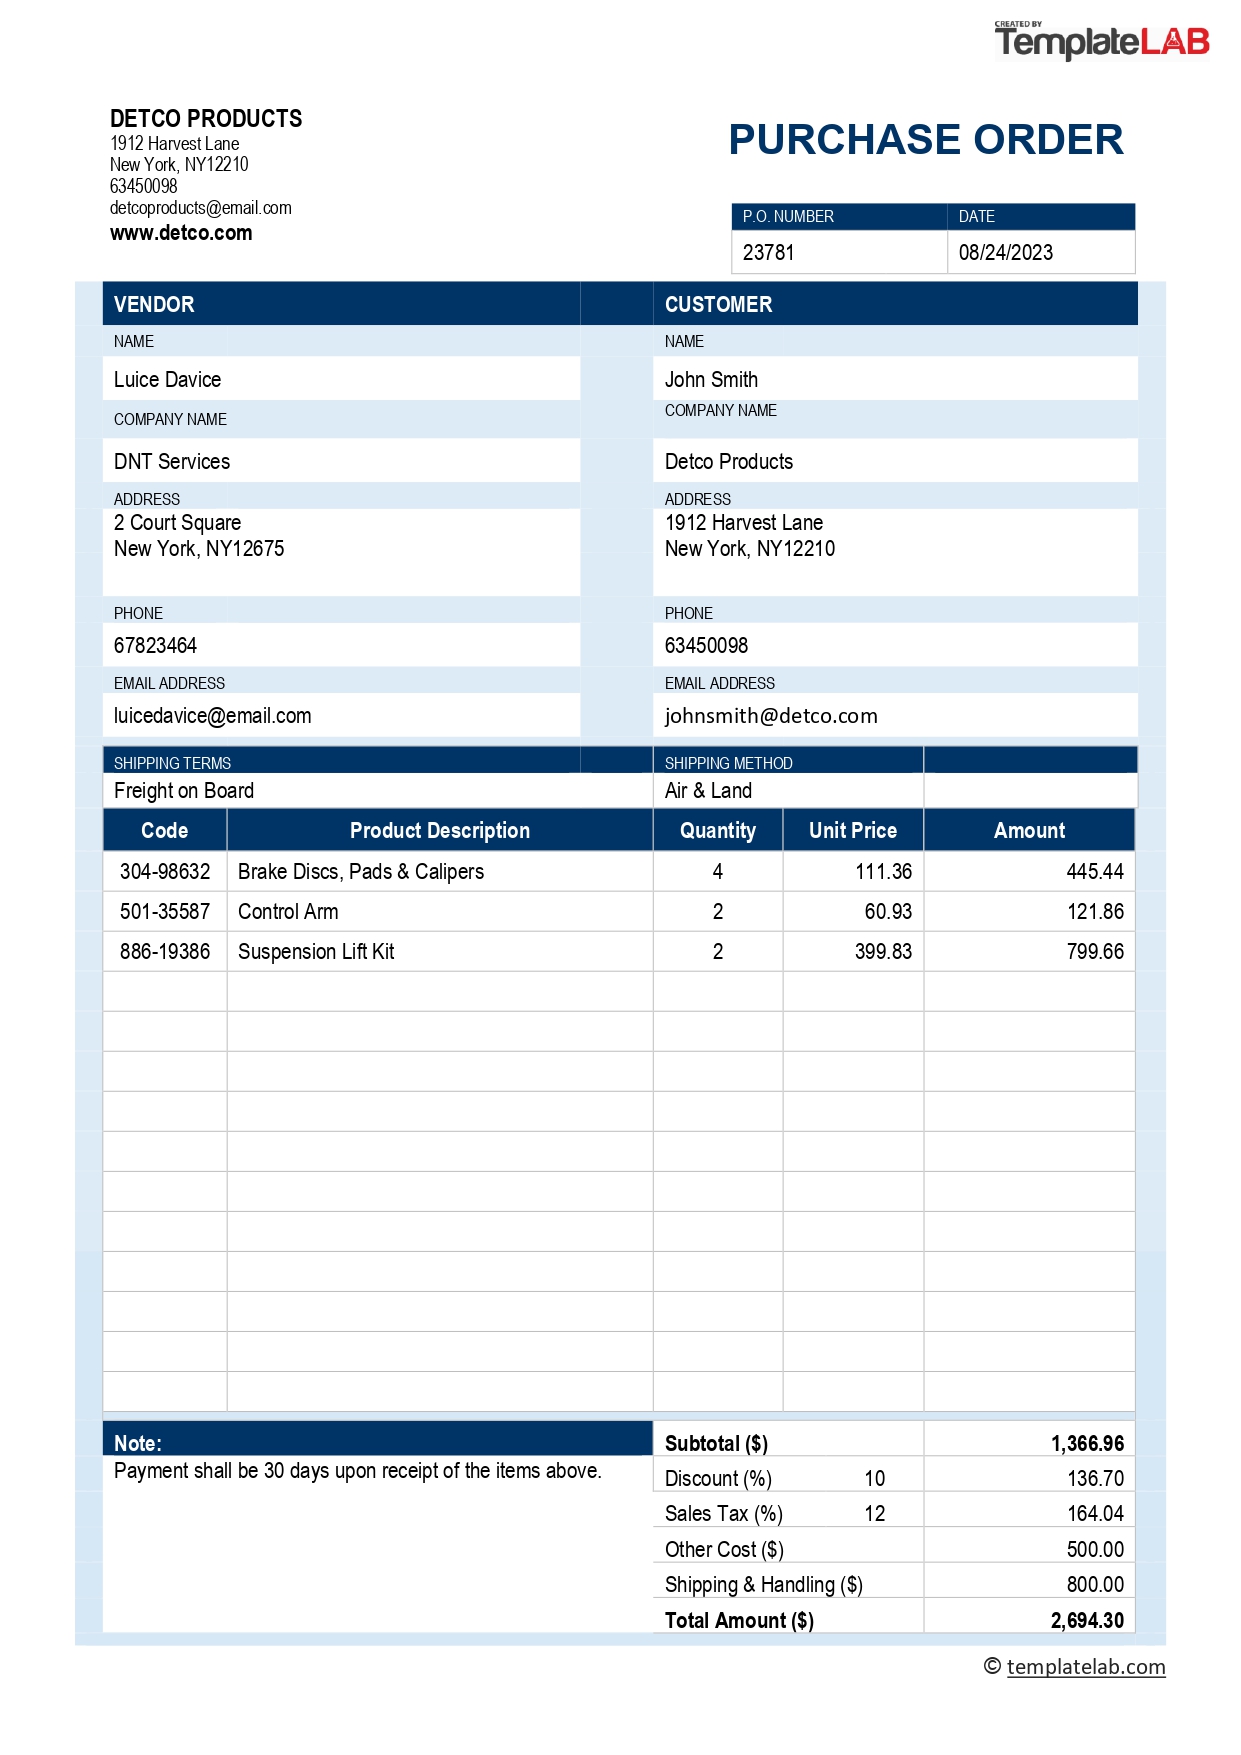 CREATED BY
TemplateLAB
DETCO PRODUCTS
1912 Harvest Lane
New York, NY12210
63450098
detcoproducts@email.com
www.detco.com
PURCHASE ORDER
P.O. NUMBER DATE
23781 08/24/2023
VENDOR CUSTOMER
NAME NAME
Luice Davice John Smith
COMPANY NAME COMPANY NAME
DNT Services Detco Products
ADDRESS ADDRESS
2 Court Square 1912 Harvest Lane
New York, NY12675 New York, NY12210
PHONE PHONE
67823464 63450098
EMAIL ADDRESS EMAIL ADDRESS
luicedavice@email.com johnsmith@detco.com
SHIPPING TERMS SHIPPING METHOD
Freight on Board Air & Land
Code Product Description Quantity Unit Price Amount
304-98632 Brake Discs, Pads & Calipers 4 111.36 445.44
501-35587 Control Arm 2 60.93 121.86
886-19386 Suspension Lift Kit 2 399.83 799.66
Note: Subtotal ($) 1,366.96
Payment shall be 30 days upon receipt of the items above. Discount (%) 10 136.70
Sales Tax (%) 12 164.04
Other Cost ($) 500.00
Shipping & Handling ($) 800.00
Total Amount ($) 2,694.30
© templatelab.com